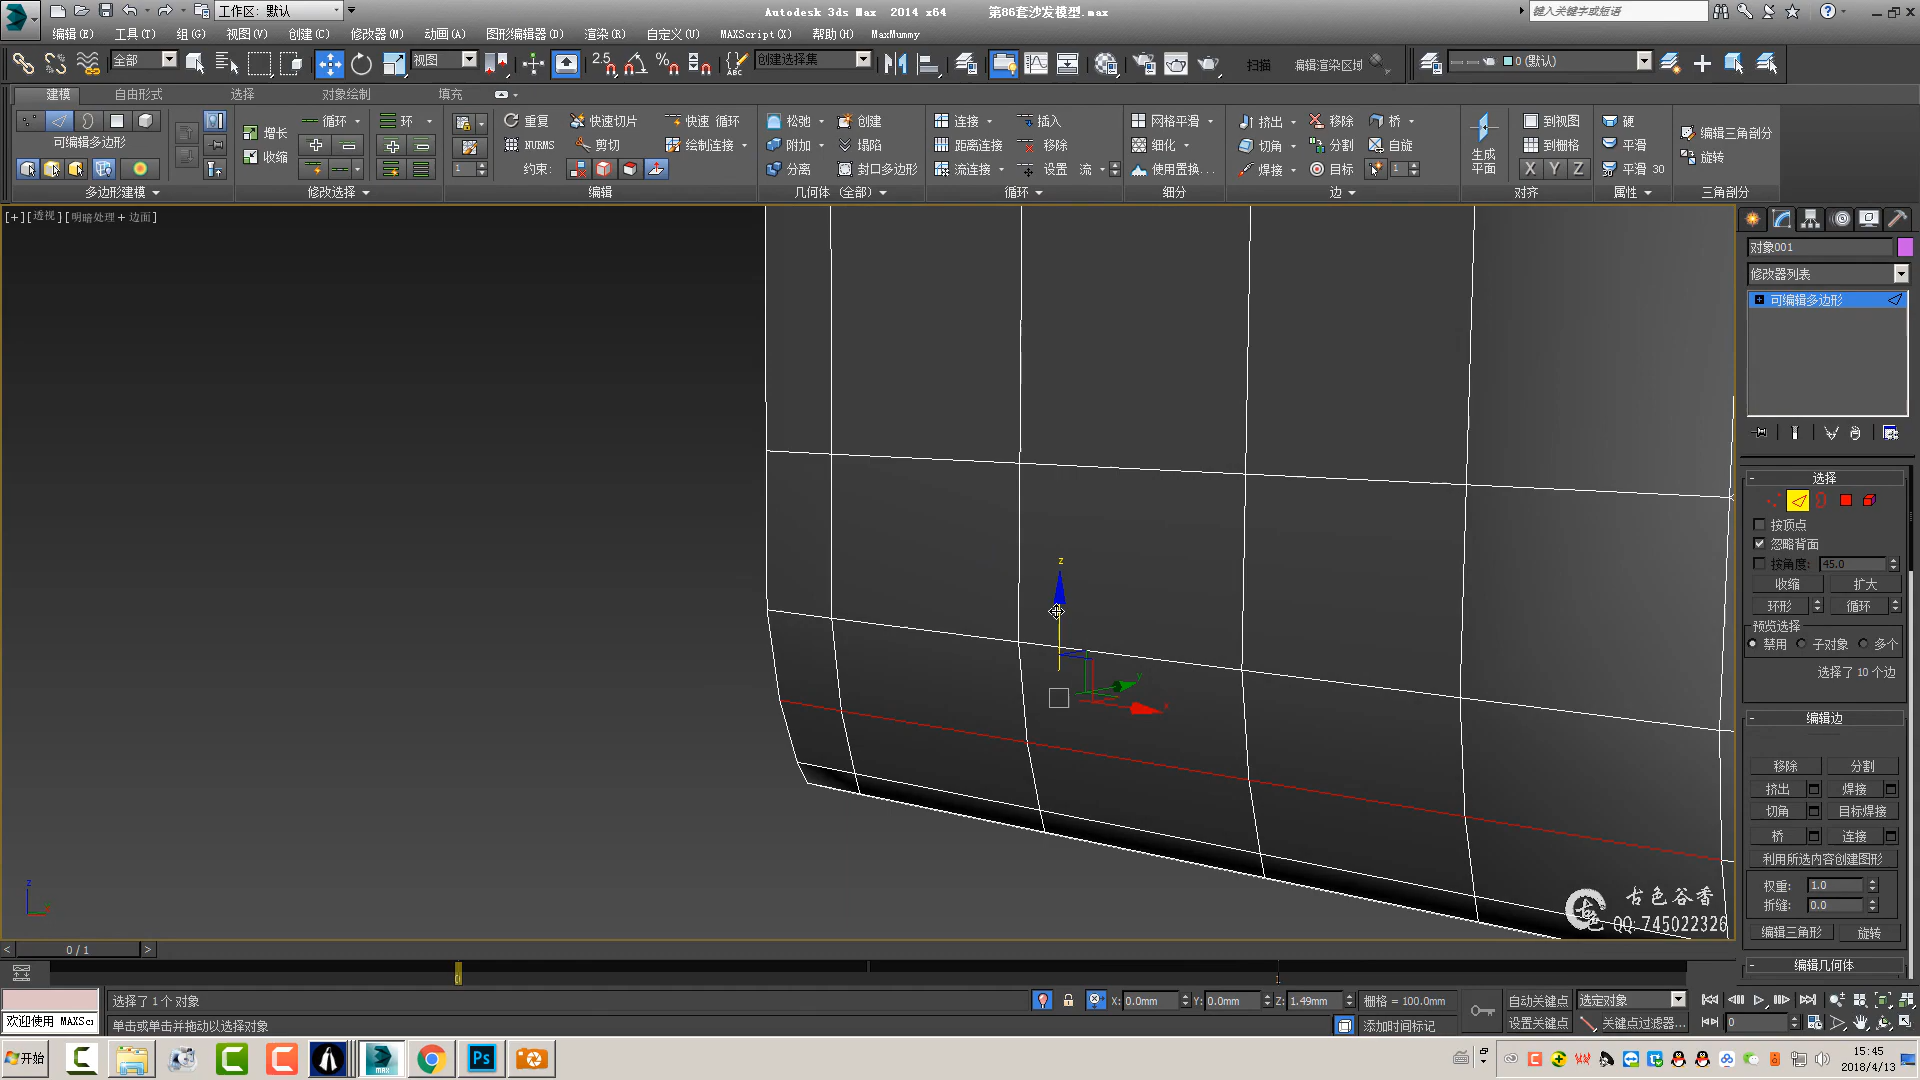 工作区: 默认
Autodesk 3ds Max 2014 x64 第86套沙发模型.max
键入关键字或短语
编辑(E) 工具(T) 组(G) 视图(V) 创建(C) 修改器(M) 动画(A) 图形编辑器(D) 渲染(R) 自定义(U) MAXScript(X) 帮助(H) MaxMummy
全部 视图 2.5 创建选择集 扫描 编辑渲染区域 0 (默认)
建模 自由形式 选择 对象绘制 填充
增长 循环 环 重复 快速切片 快速 循环 松弛 创建 连接 插入 网格平滑 挤出 移除 桥 到视图 硬 编辑三角剖分
可编辑多边形 收缩 NURMS 剪切 绘制连接 附加 塌陷 距离连接 移除 细化 切角 分割 自旋 生成平面 到栅格 平滑 旋转
1 约束: 分离 封口多边形 流连接 设置 流 使用置换... 焊接 目标 1 X Y Z 平滑 30
多边形建模 修改选择 编辑 几何体 (全部) 循环 细分 边 对齐 属性 三角剖分
[+][透视][明暗处理 + 边面]
对象001
修改器列表
可编辑多边形
选择
按顶点
忽略背面
按角度: 45.0
收缩 扩大
环形 循环
预览选择
禁用 子对象 多个
选择了 10 个边
编辑边
移除 分割
挤出 焊接
切角 目标焊接
桥 连接
利用所选内容创建图形
权重: 1.0
折缝: 0.0
编辑三角形 旋转
编辑几何体
z
y
x
z
古色谷香
QQ:745022326
< 0 / 1 >
选择了 1 个 对象 X: 0.0mm Y: 0.0mm Z: 1.49mm 栅格 = 100.0mm 自动关键点 选定对象
欢迎使用 MAXSc 单击或单击并拖动以选择对象 添加时间标记 设置关键点 关键点过滤器... 0
开始 MAX Ps
15:45
2018/4/13